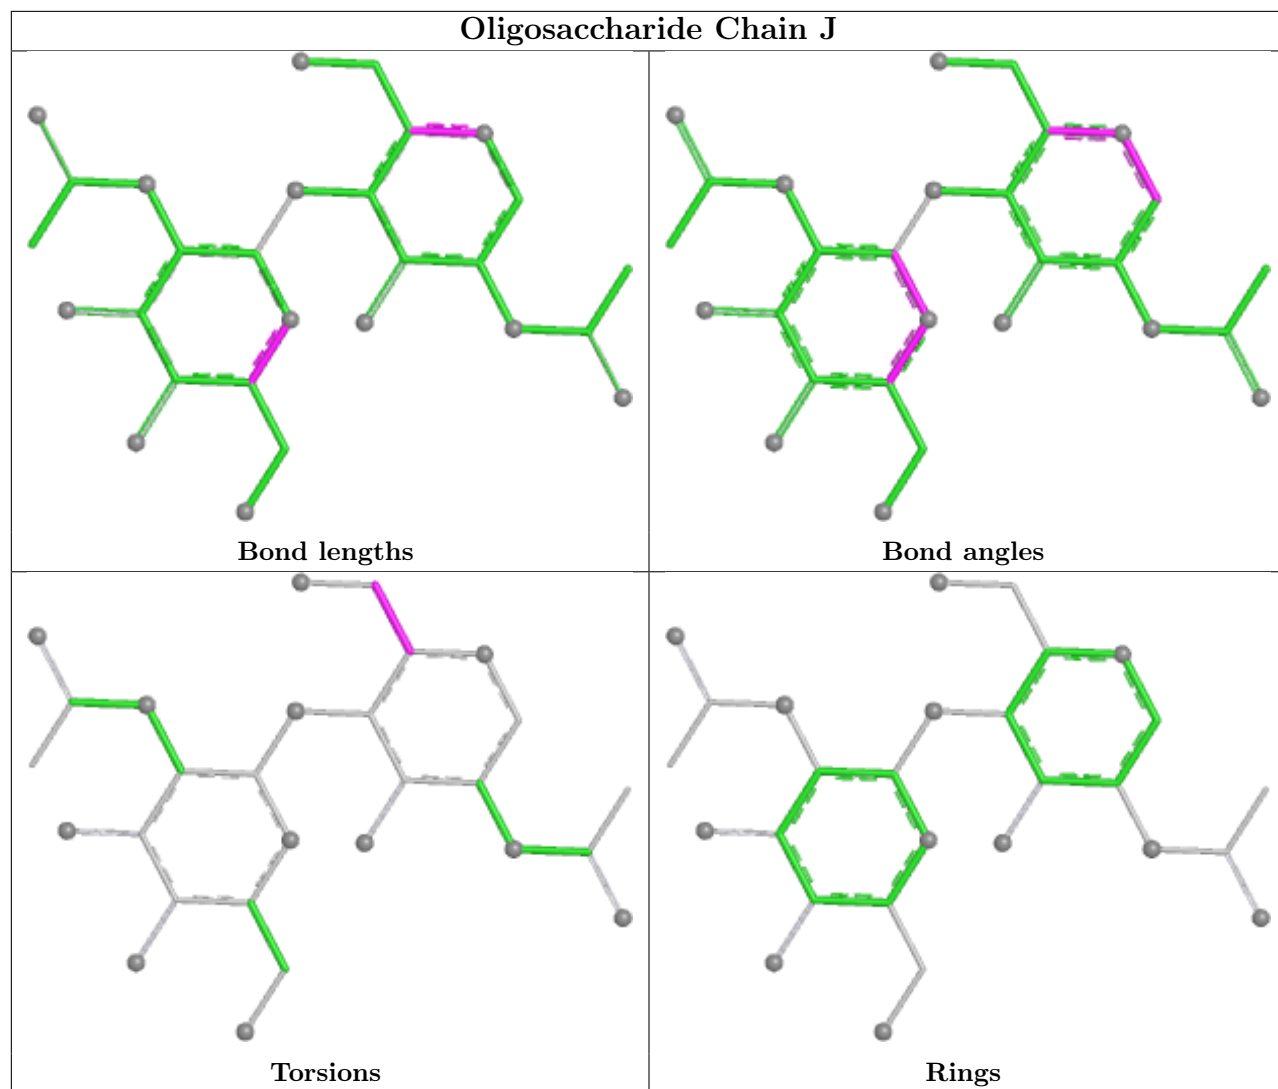 Oligosaccharide Chain J
Bond lengths
Bond angles
Torsions
Rings